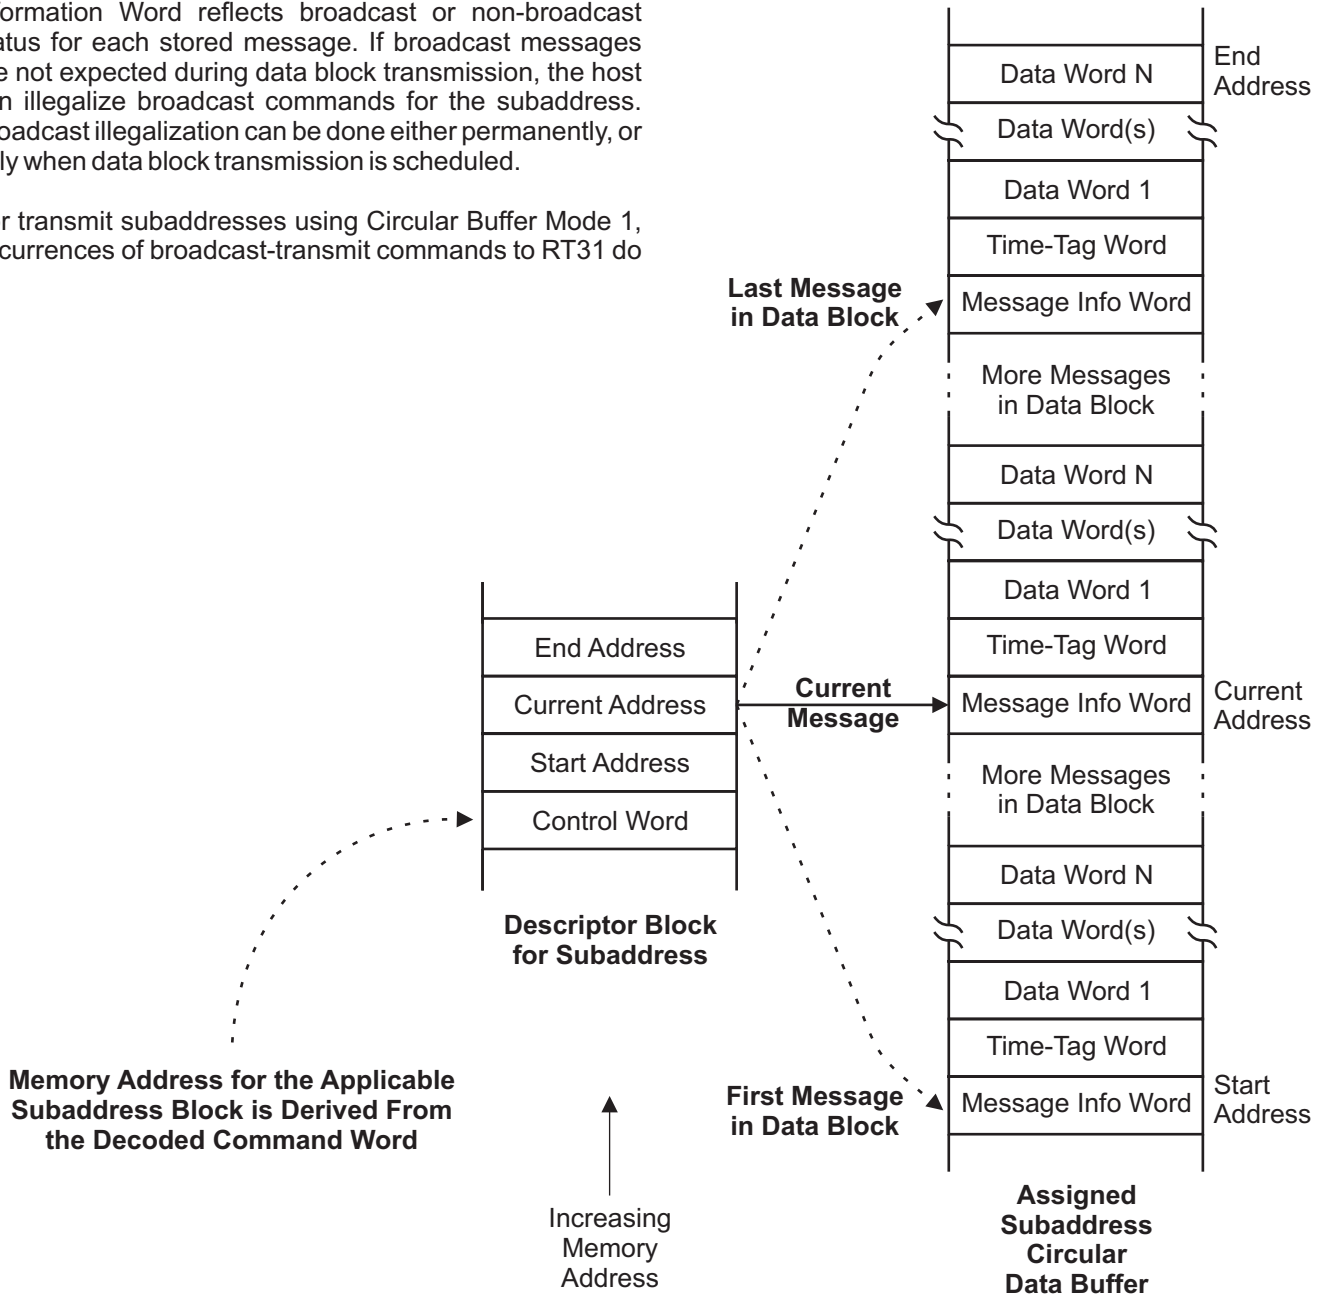 formation Word reflects broadcast or non-broadcast
atus for each stored message. If broadcast messages
e not expected during data block transmission, the host
n illegalize broadcast commands for the subaddress.
oadcast illegalization can be done either permanently, or
ly when data block transmission is scheduled.
r transmit subaddresses using Circular Buffer Mode 1,
currences of broadcast-transmit commands to RT31 do
Data Word N
End
Address
Data Word(s)
Data Word 1
Time-Tag Word
Last Message
in Data Block
Message Info Word
More Messages
in Data Block
Data Word N
Data Word(s)
Data Word 1
Time-Tag Word
Message Info Word
Current
Address
Current
Message
More Messages
in Data Block
Data Word N
Data Word(s)
Data Word 1
Time-Tag Word
First Message
in Data Block
Message Info Word
Start
Address
Assigned
Subaddress
Circular
Data Buffer
End Address
Current Address
Start Address
Control Word
Descriptor Block
for Subaddress
Memory Address for the Applicable
Subaddress Block is Derived From
the Decoded Command Word
Increasing
Memory
Address